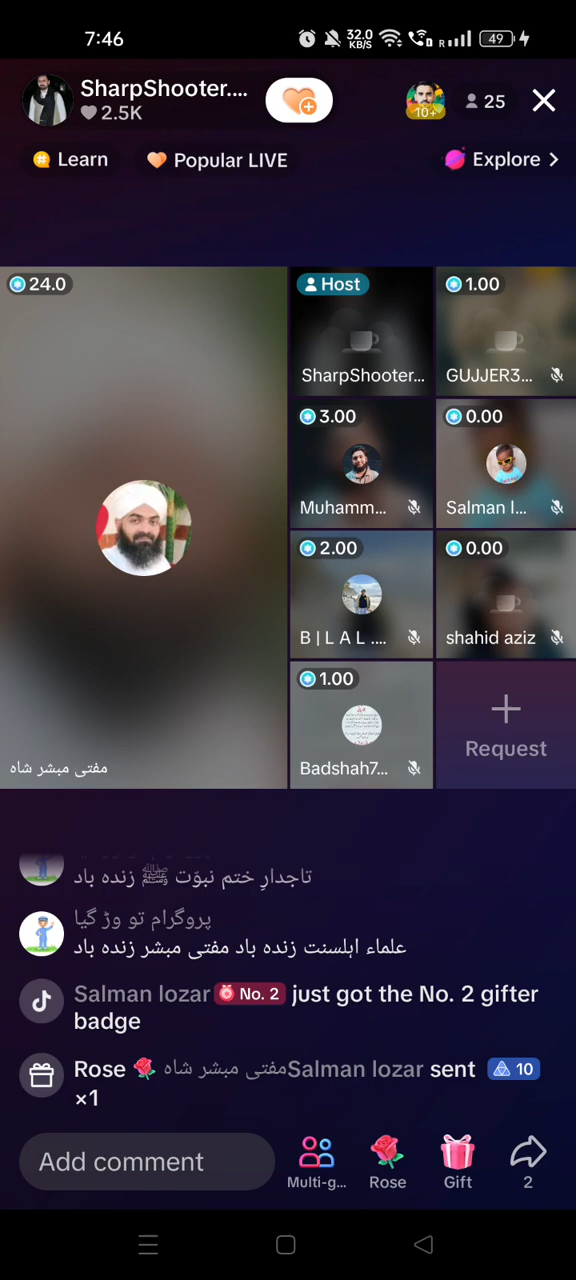 7:46
32.0
KB/S
R
49
SharpShooter....
2.5K
10+
25
Learn
Popular LIVE
Explore
24.0
Host
1.00
SharpShooter...
GUJJER3...
3.00
0.00
Muhamm...
Salman l...
2.00
0.00
B | L A L ....
shahid aziz
1.00
Badshah7...
Request
مفتی مبشر شاہ
تاجدارِ ختم نبوّت ﷺ زندہ باد
پروگرام تو وڑ گیا
علماء اہلسنت زندہ باد مفتی مبشر زندہ باد
Salman lozar No. 2 just got the No. 2 gifter
badge
Salman lozar sent مفتی مبشر شاہ Rose 10
×1
Add comment
Multi-g...
Rose
Gift
2